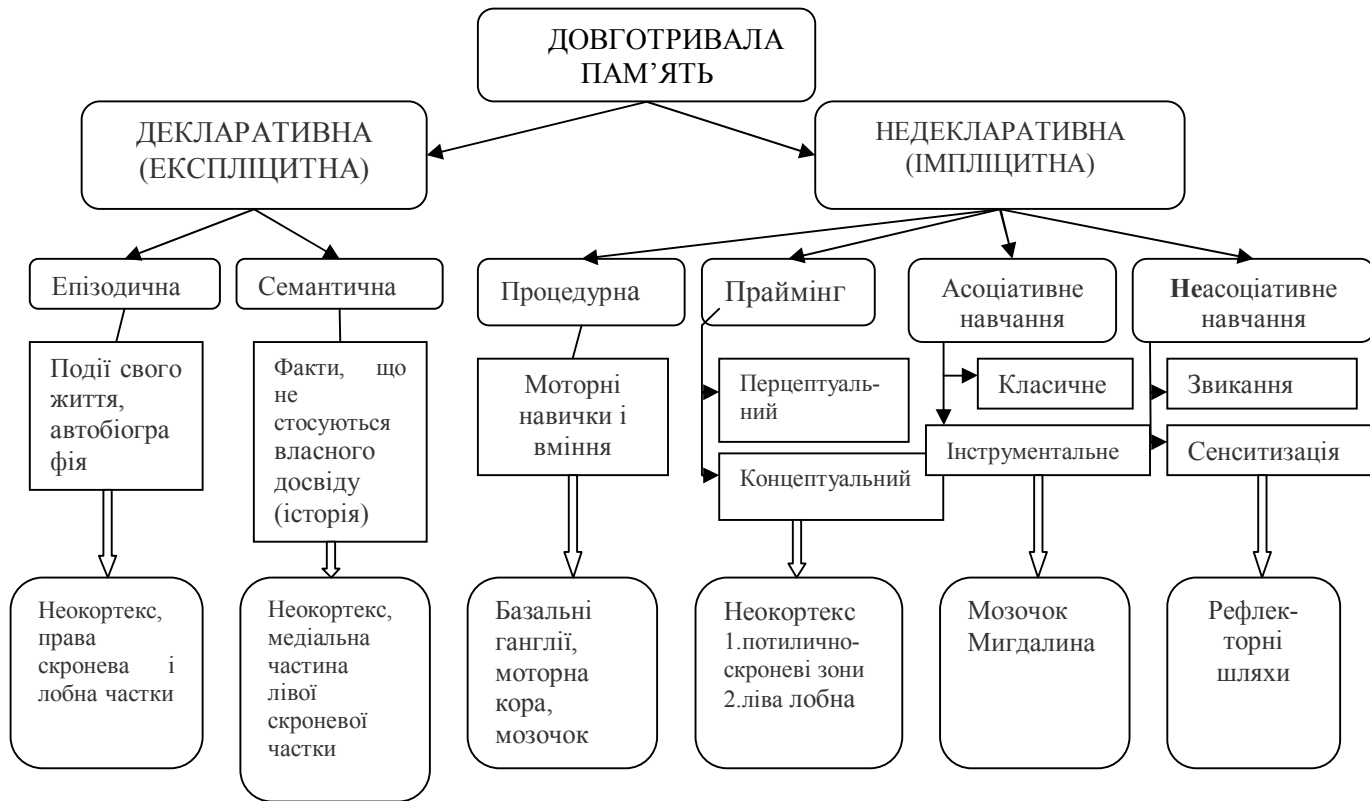 ДОВГОТРИВАЛА
ПАМ’ЯТЬ
ДЕКЛАРАТИВНА
(ЕКСПЛІЦИТНА)
НЕДЕКЛАРАТИВНА
(ІМПЛІЦИТНА)
Епізодична
Семантична
Процедурна
Праймінг
Асоціативне
навчання
Неасоціативне
навчання
Події свого
життя,
автобіогра
фія
Факти, що
не
стосуються
власного
досвіду
(історія)
Моторні
навички і
вміння
Перцептуаль-
ний
Концептуальний
Класичне
Інструментальне
Звикання
Сенситизація
Неокортекс,
права
скронева і
лобна частки
Неокортекс,
медіальна
частина
лівої
скроневої
частки
Базальні
ганглії,
моторна
кора,
мозочок
Неокортекс
1.потилично-
скроневі зони
2.ліва лобна
Мозочок
Мигдалина
Рефлек-
торні
шляхи